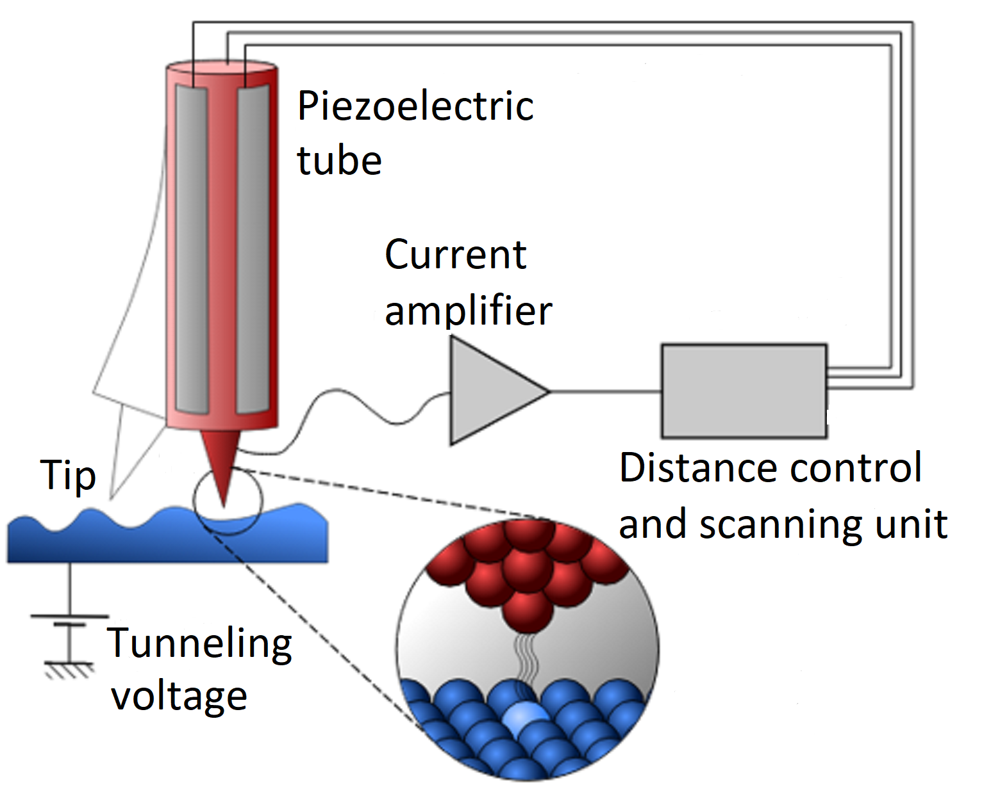 Piezoelectric
tube
Current
amplifier
Distance control
and scanning unit
Tip
Tunneling
voltage